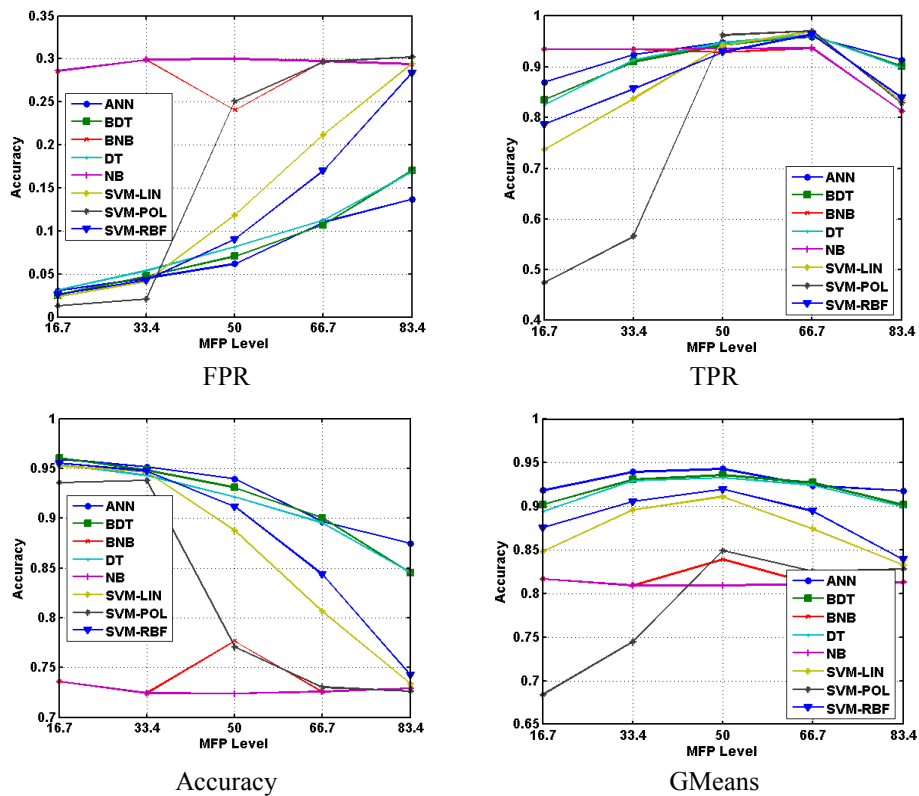 0.35
0.3
0.25
0.2
0.15
0.1
0.05
0
Accuracy
ANN
BDT
BNB
DT
NB
SVM-LIN
SVM-POL
SVM-RBF
16.7 33.4 50 66.7 83.4
MFP Level
FPR
1
0.9
0.8
0.7
0.6
0.5
0.4
Accuracy
ANN
BDT
BNB
DT
NB
SVM-LIN
SVM-POL
SVM-RBF
16.7 33.4 50 66.7 83.4
MFP Level
TPR
1
0.95
0.9
0.85
0.8
0.75
0.7
Accuracy
ANN
BDT
BNB
DT
NB
SVM-LIN
SVM-POL
SVM-RBF
16.7 33.4 50 66.7 83.4
MFP Level
Accuracy
1
0.95
0.9
0.85
0.8
0.75
0.7
0.65
Accuracy
ANN
BDT
BNB
DT
NB
SVM-LIN
SVM-POL
SVM-RBF
16.7 33.4 50 66.7 83.4
MFP Level
GMeans